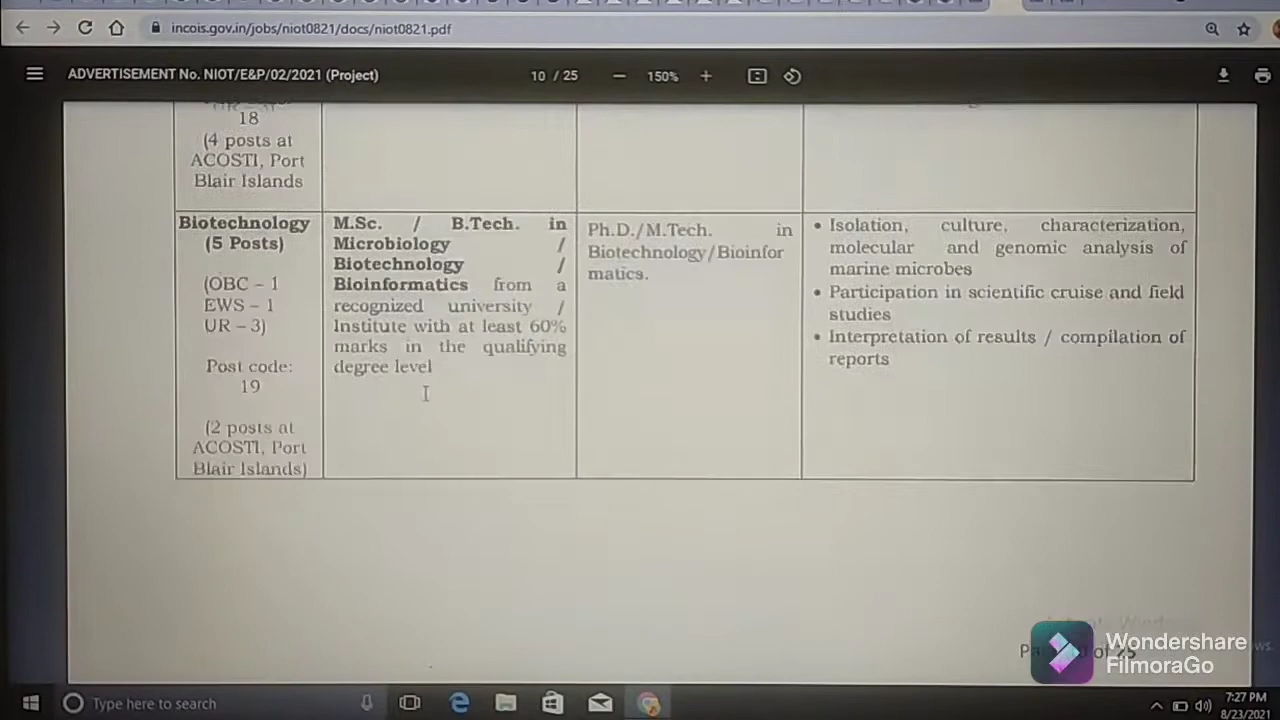 incois.gov.in/jobs/niot0821/docs/niot0821.pdf
ADVERTISEMENT No. NIOT/E&P/02/2021 (Project)
10 / 25
150%
18
(4 posts at
ACOSTI, Port
Blair Islands
Biotechnology
(5 Posts)
(OBC – 1
EWS – 1
UR – 3)
Post code:
19
(2 posts at
ACOSTI, Port
Blair Islands)
M.Sc. / B.Tech. in
Microbiology /
Biotechnology /
Bioinformatics from a
recognized university /
Institute with at least 60%
marks in the qualifying
degree level
Ph.D./M.Tech. in
Biotechnology/Bioinfor
matics.
• Isolation, culture, characterization,
molecular and genomic analysis of
marine microbes
• Participation in scientific cruise and field
studies
• Interpretation of results / compilation of
reports
Wondershare
FilmoraGo
Type here to search
7:27 PM
8/23/2021